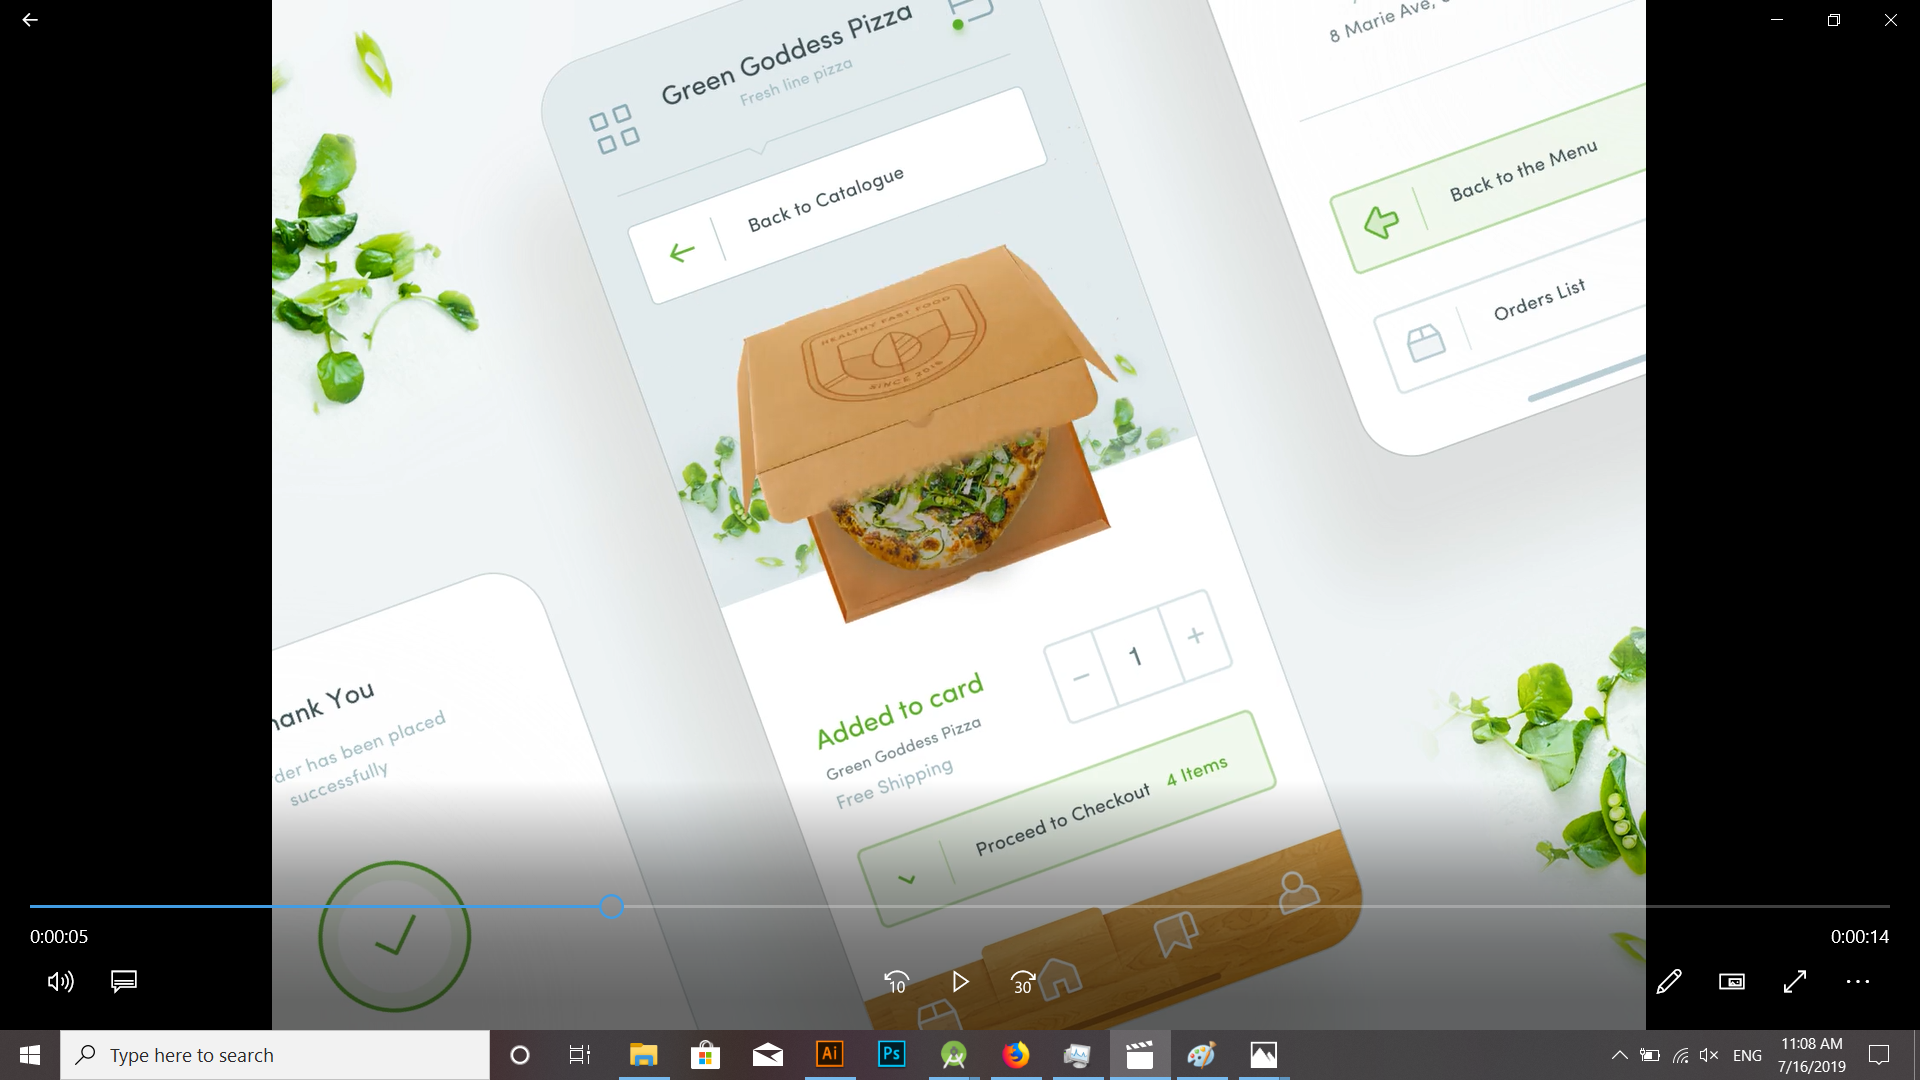 Green Goddess Pizza
Fresh line pizza
Back to Catalogue
HEALTHY FAST FOOD
SINCE 2016
Added to card
Green Goddess Pizza
Free Shipping
1
Proceed to Checkout 4 Items
8 Marie Ave,
Back to the Menu
Orders List
hank You
der has been placed
successfully
0:00:05
0:00:14
10
30
Type here to search
Ai
Ps
ENG
11:08 AM
7/16/2019